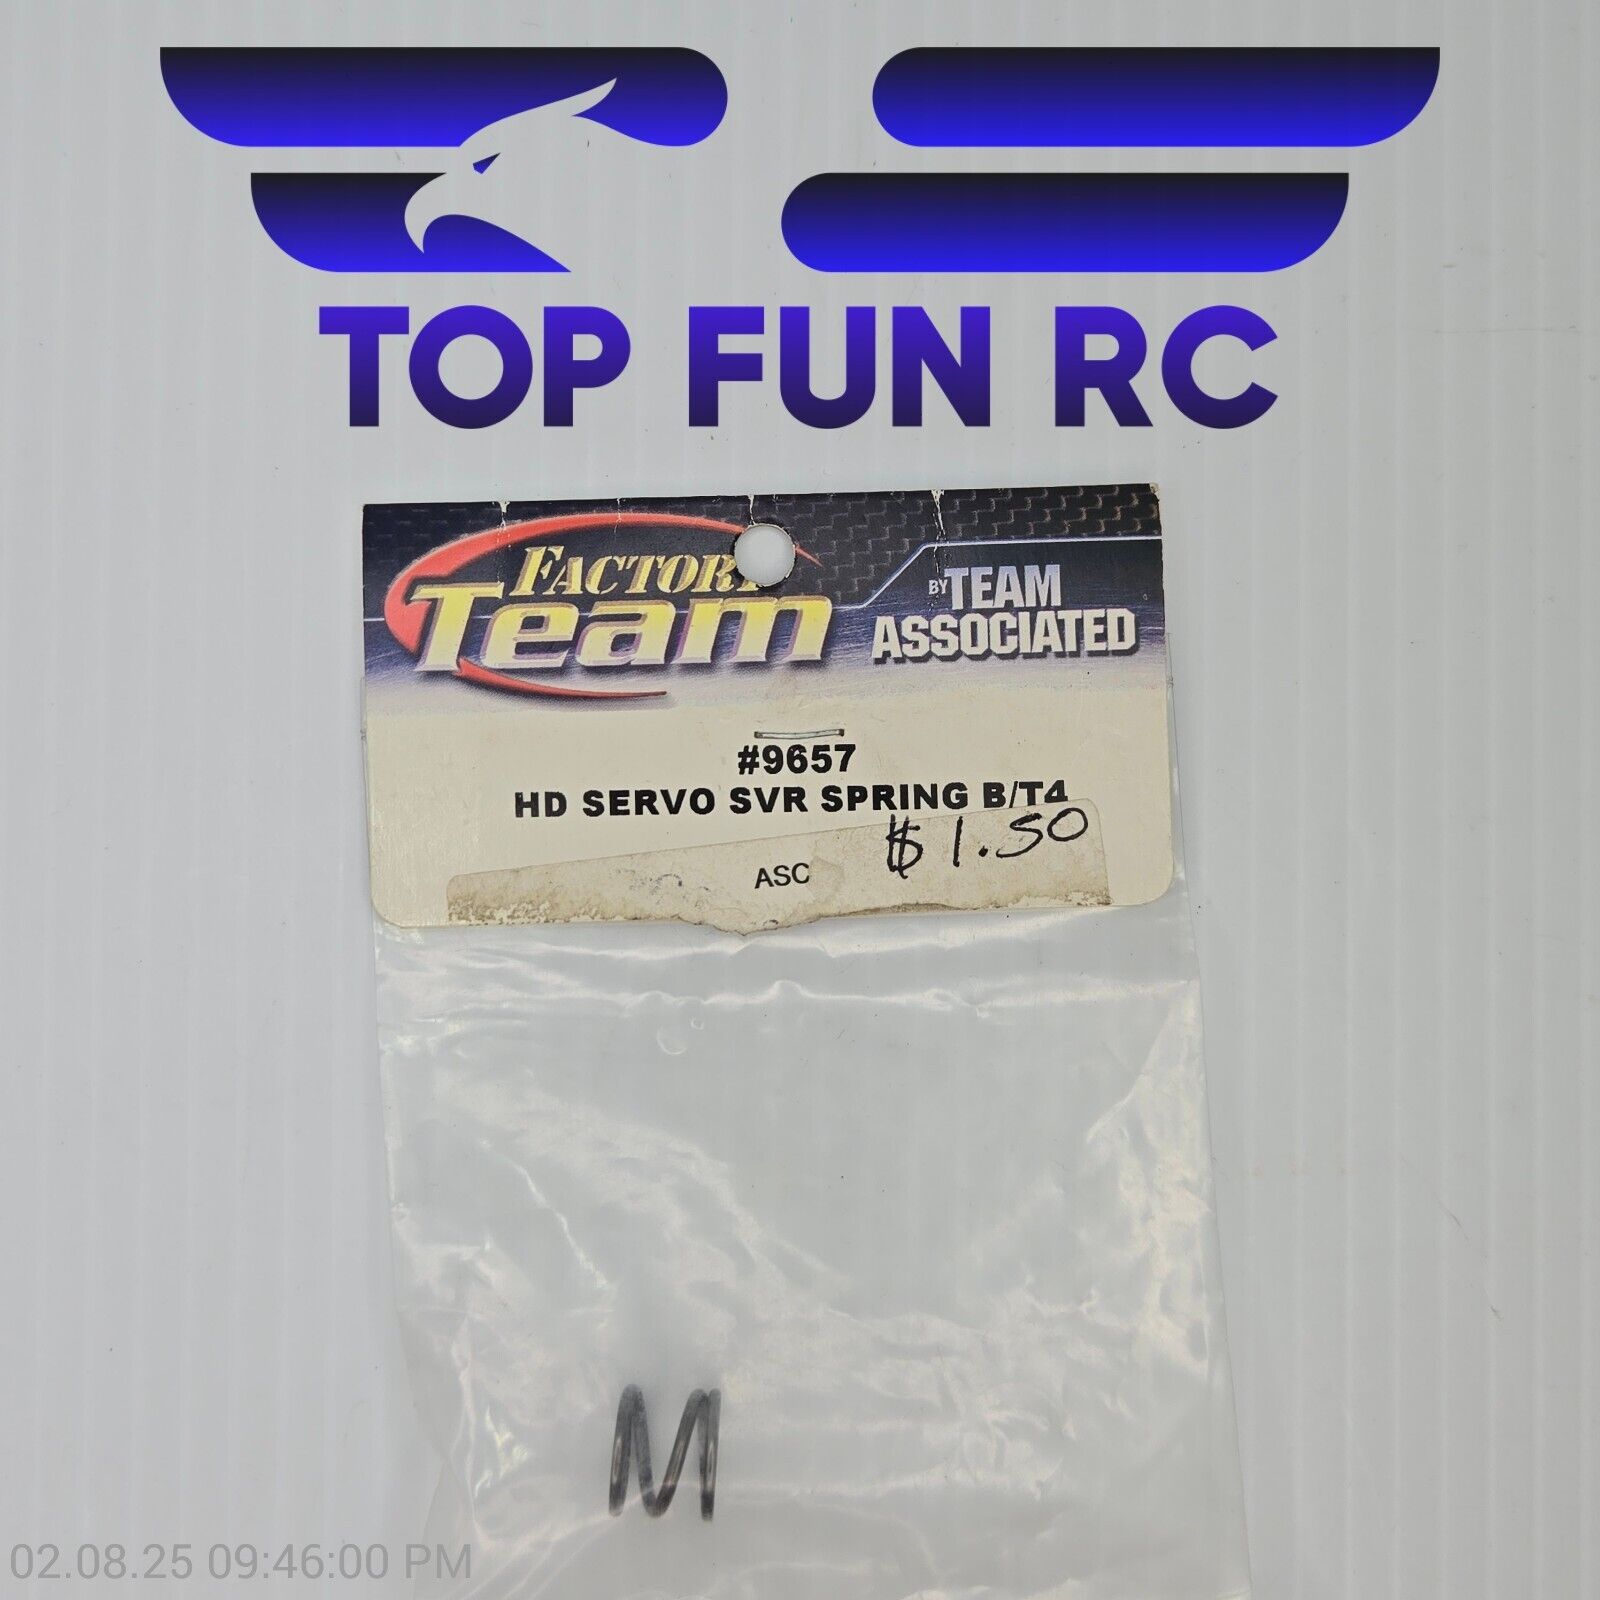 TOP FUN RC
FACTORY
Team
BY TEAM
ASSOCIATED
#9657
HD SERVO SVR SPRING B/T4
$1.50
ASC
02.08.25 09:46:00 PM